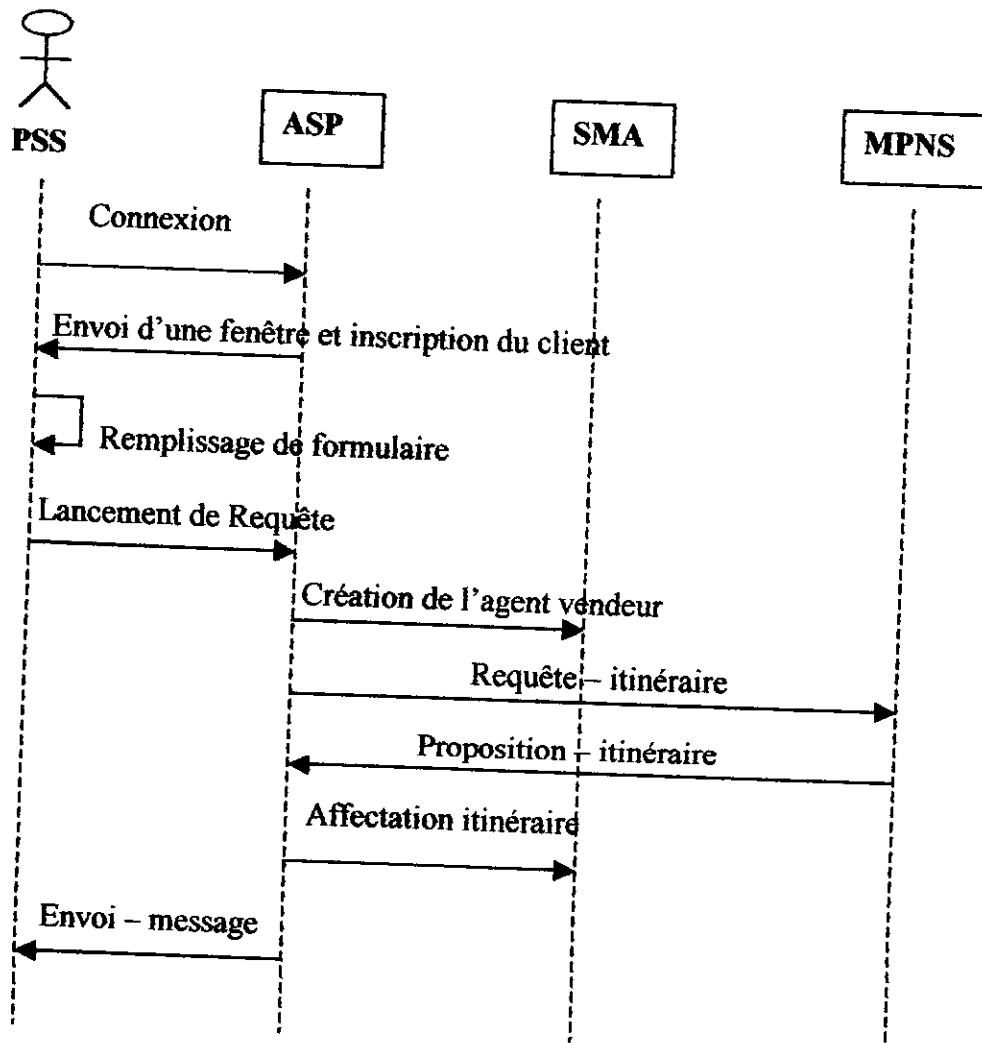 PSS
ASP
SMA
MPNS
Connexion
Envoi d'une fenêtre et inscription du client
Remplissage de formulaire
Lancement de Requête
Création de l'agent vendeur
Requête – itinéraire
Proposition – itinéraire
Affectation itinéraire
Envoi – message